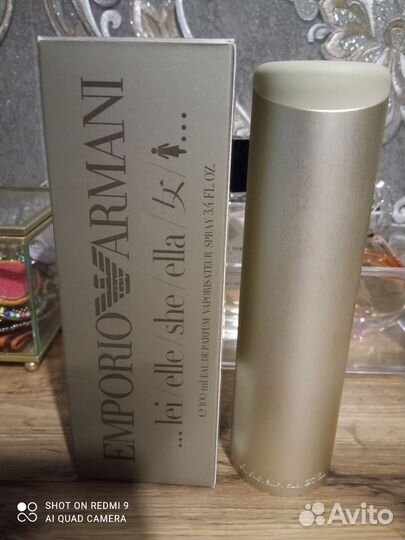 EMPORIO ARMANI
... lei/elle/she/ella/女/...
℮ 100 ml EAU DE PARFUM VAPORISATEUR SPRAY 3.4 FL. OZ.
SHOT ON REDMI 9
AI QUAD CAMERA
Avito